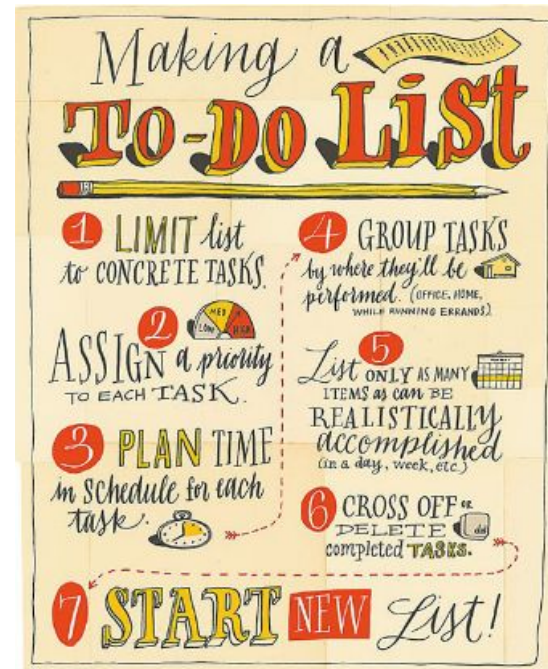 Making a
TO-DO LIST
1 LIMIT list
to CONCRETE TASKS.
2 LOW MED HIGH
ASSIGN a priority
TO EACH TASK.
3 PLAN TIME
in schedule for each
task.
4 GROUP TASKS
by where they'll be
performed. (OFFICE, HOME,
WHILE RUNNING ERRANDS)
5
List ONLY AS MANY
ITEMS as can BE
REALISTICALLY
accomplished
(in a day, week, etc.)
6 CROSS OFF OR
DELETE del
completed TASKS.
7 START NEW List!